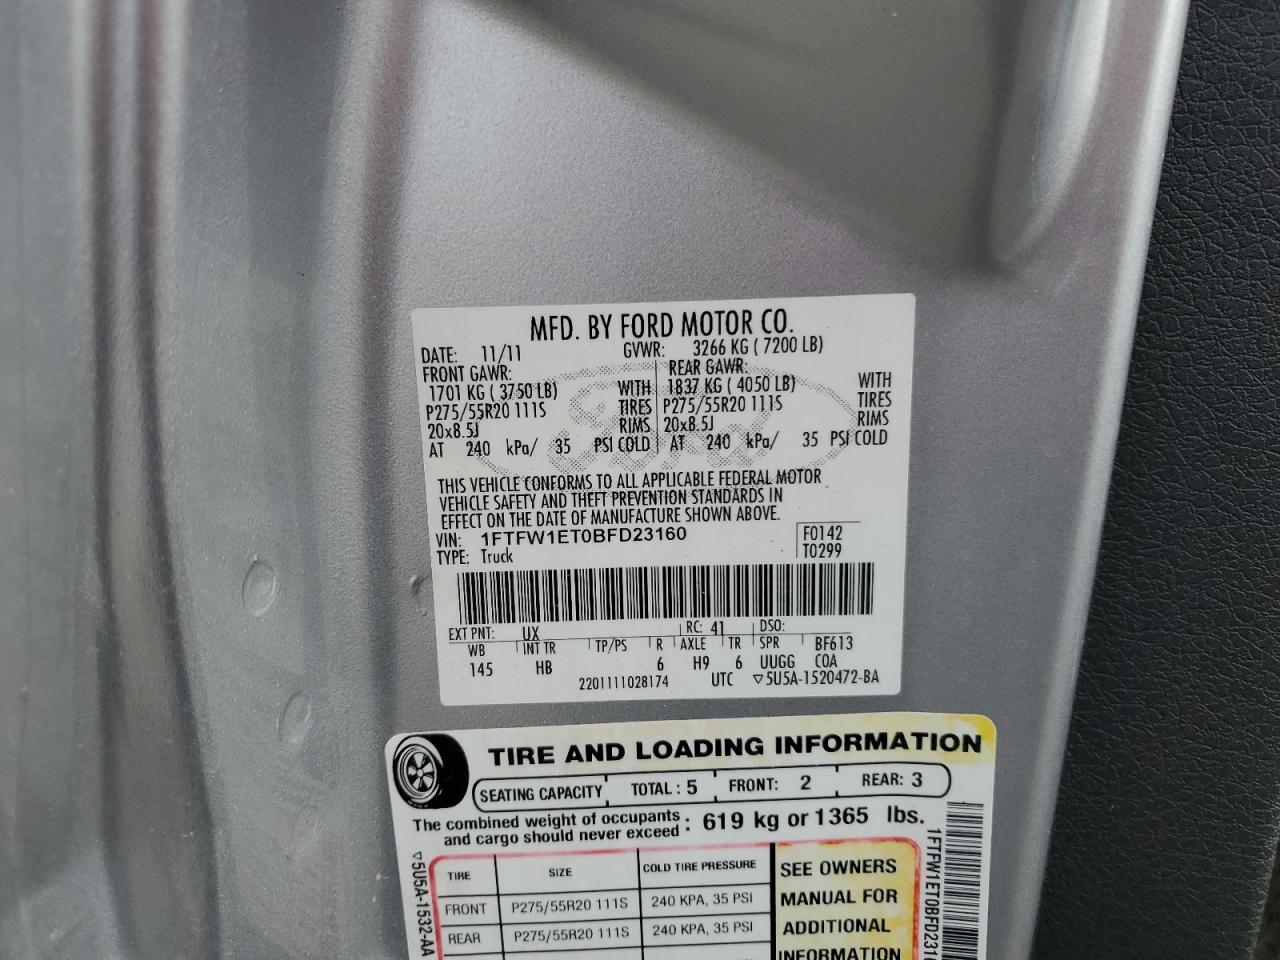 MFD. BY FORD MOTOR CO.
DATE: 11/11 GVWR: 3266 KG ( 7200 LB)
FRONT GAWR: REAR GAWR:
1701 KG ( 3750 LB) WITH 1837 KG ( 4050 LB) WITH
P275/55R20 111S TIRES P275/55R20 111S TIRES
20x8.5J RIMS 20x8.5J RIMS
AT 240 kPa/ 35 PSI COLD AT 240 kPa/ 35 PSI COLD
THIS VEHICLE CONFORMS TO ALL APPLICABLE FEDERAL MOTOR
VEHICLE SAFETY AND THEFT PREVENTION STANDARDS IN
EFFECT ON THE DATE OF MANUFACTURE SHOWN ABOVE.
VIN: 1FTFW1ET0BFD23160 F0142
TYPE: Truck T0299
EXT PNT: UX RC: 41 DSO:
WB INT TR TP/PS R AXLE TR SPR BF613
145 HB 6 H9 6 UUGG COA
2201111028174 UTC ▽5U5A-1520472-BA
TIRE AND LOADING INFORMATION
SEATING CAPACITY TOTAL : 5 FRONT: 2 REAR: 3
The combined weight of occupants
and cargo should never exceed : 619 kg or 1365 lbs.
TIRE SIZE COLD TIRE PRESSURE SEE OWNERS
FRONT P275/55R20 111S 240 KPA, 35 PSI MANUAL FOR
REAR P275/55R20 111S 240 KPA, 35 PSI ADDITIONAL
INFORMATION
▽5U5A-1532-AA
1FTFW1ET0BFD231